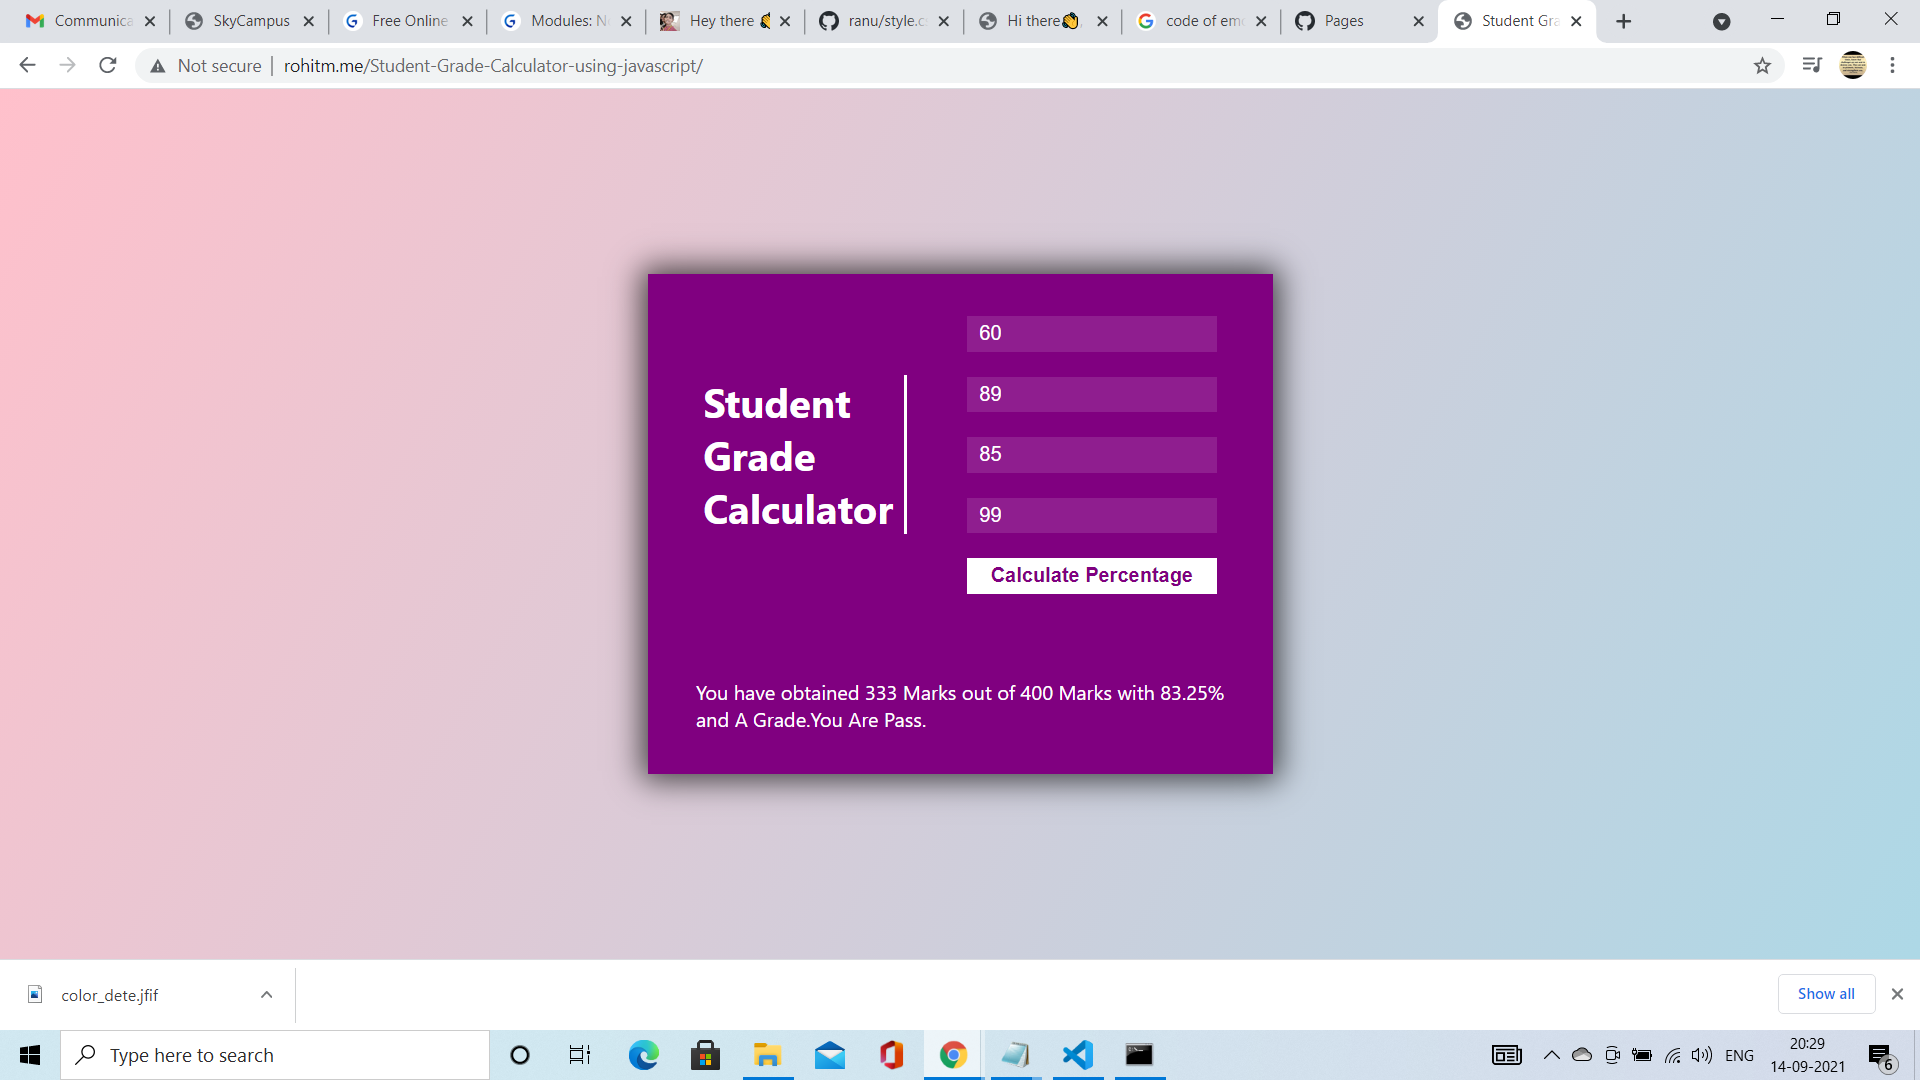 Communica
SkyCampus
Free Online
Modules: N
Hey there
ranu/style.c
Hi there👋
code of em
Pages
Student Gra
Not secure
rohitm.me/Student-Grade-Calculator-using-javascript/
60
89
85
99
Student
Grade
Calculator
Calculate Percentage
You have obtained 333 Marks out of 400 Marks with 83.25%
and A Grade.You Are Pass.
color_dete.jfif
Show all
Type here to search
ENG
20:29
14-09-2021
6